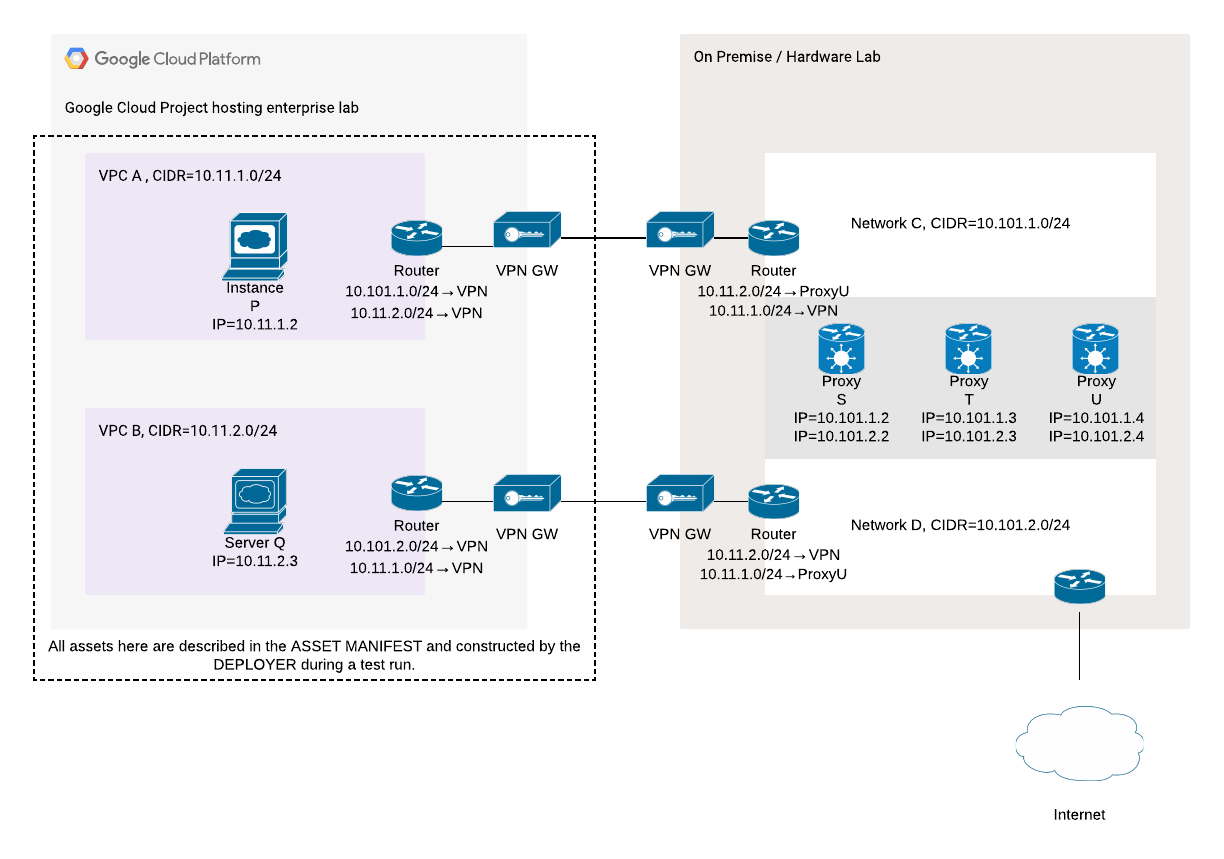 Google Cloud Platform
Google Cloud Project hosting enterprise lab
VPC A , CIDR=10.11.1.0/24
Instance
P
IP=10.11.1.2
Router
10.101.1.0/24→VPN
10.11.2.0/24→VPN
VPN GW
VPC B, CIDR=10.11.2.0/24
Server Q
IP=10.11.2.3
Router
10.101.2.0/24→VPN
10.11.1.0/24→VPN
VPN GW
All assets here are described in the ASSET MANIFEST and constructed by the
DEPLOYER during a test run.
On Premise / Hardware Lab
VPN GW
Router
10.11.2.0/24→ProxyU
10.11.1.0/24→VPN
Network C, CIDR=10.101.1.0/24
Proxy
S
IP=10.101.1.2
IP=10.101.2.2
Proxy
T
IP=10.101.1.3
IP=10.101.2.3
Proxy
U
IP=10.101.1.4
IP=10.101.2.4
VPN GW
Router
10.11.2.0/24→VPN
10.11.1.0/24→ProxyU
Network D, CIDR=10.101.2.0/24
Internet